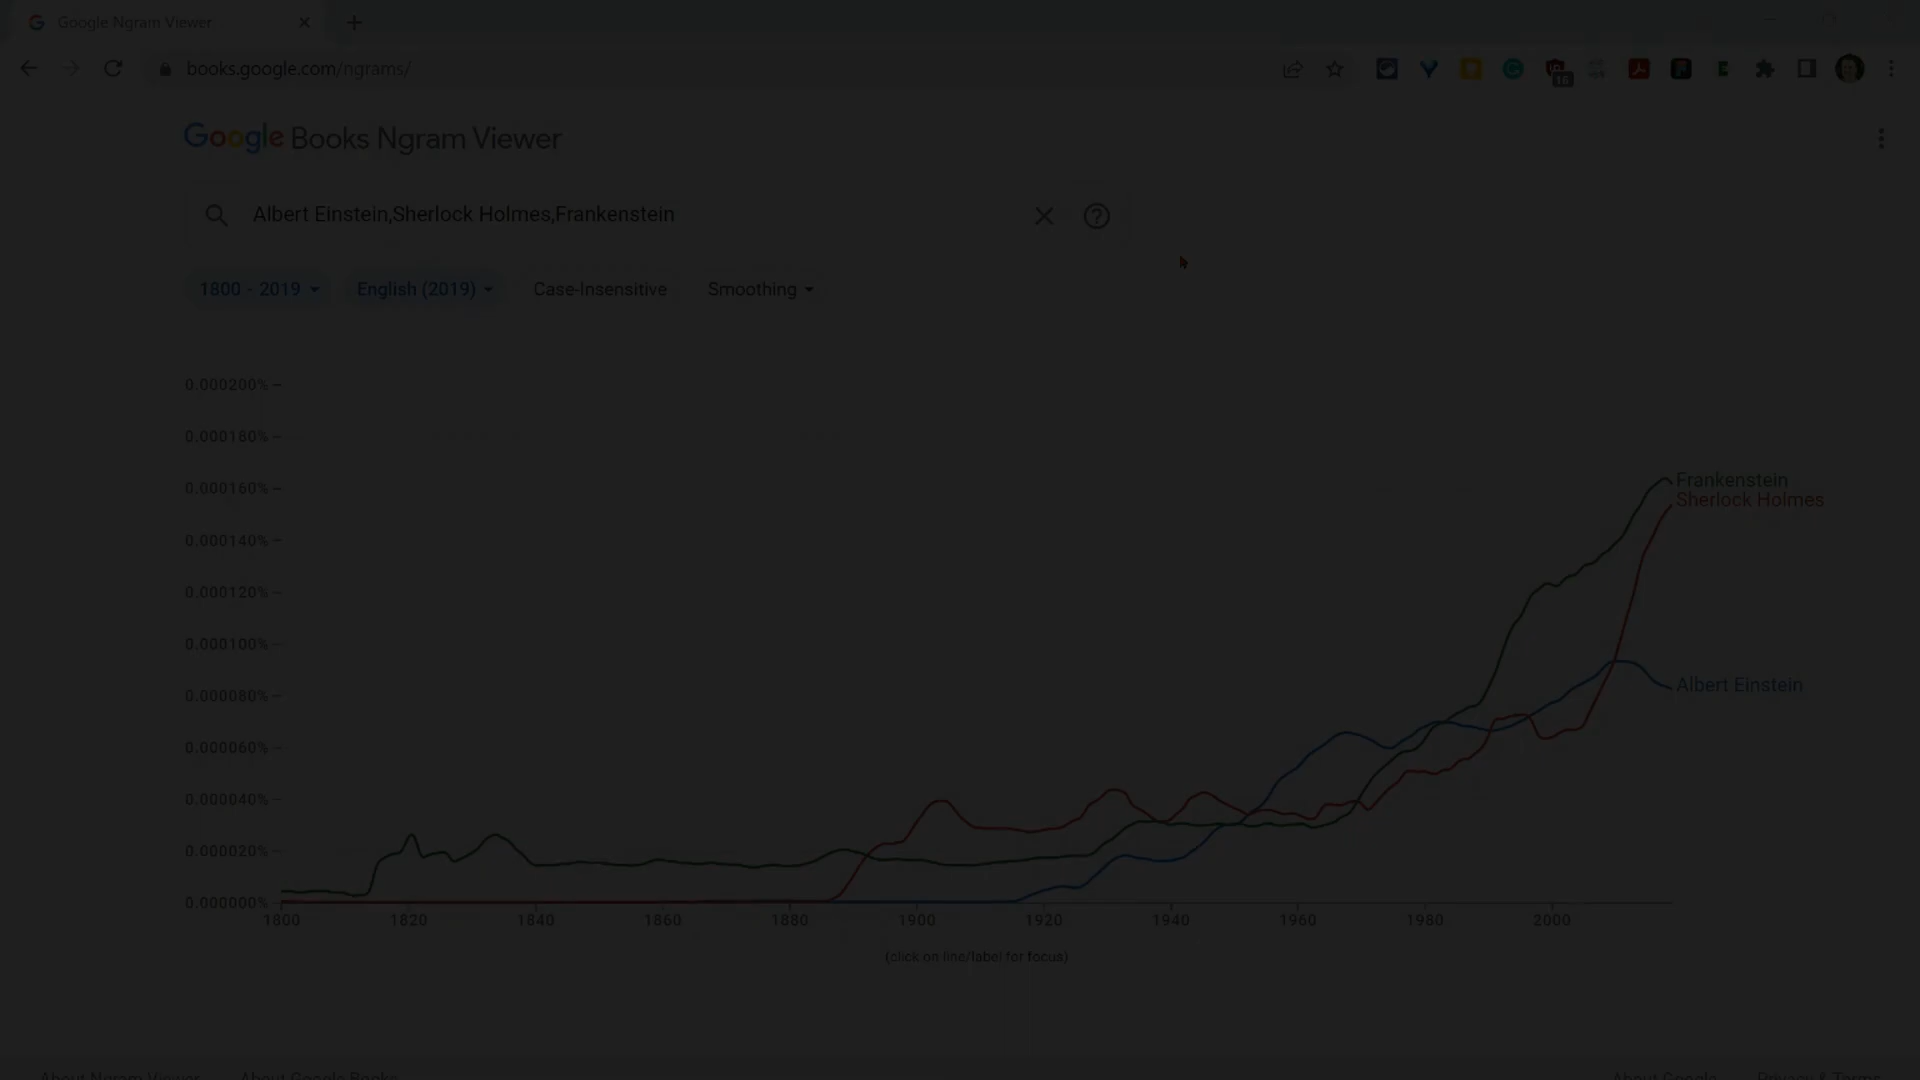 Google Ngram Viewer
books.google.com/ngrams/
16
Google Books Ngram Viewer
Albert Einstein,Sherlock Holmes,Frankenstein
1800 - 2019
English (2019)
Case-Insensitive
Smoothing
0.000200%
0.000180%
0.000160%
0.000140%
0.000120%
0.000100%
0.000080%
0.000060%
0.000040%
0.000020%
0.000000%
Frankenstein
Sherlock Holmes
Albert Einstein
1800 1820 1840 1860 1880 1900 1920 1940 1960 1980 2000
(click on line/label for focus)
About Ngram Viewer About Google Books About Google Privacy & Terms